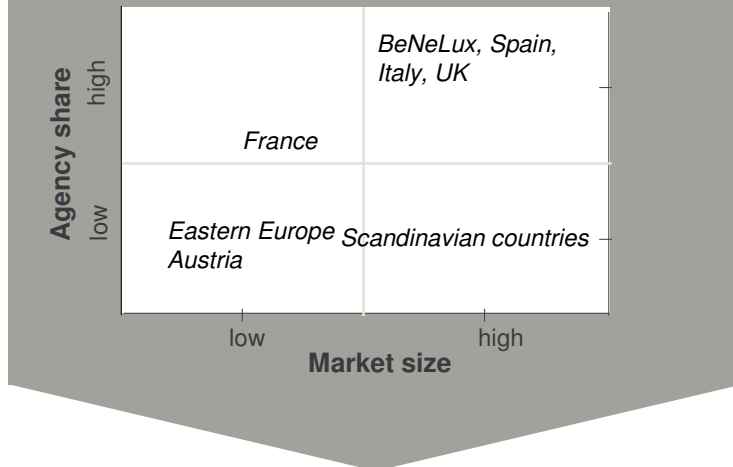 Agency share
high
low
BeNeLux, Spain,
Italy, UK
France
Eastern Europe
Austria
Scandinavian countries
low
high
Market size